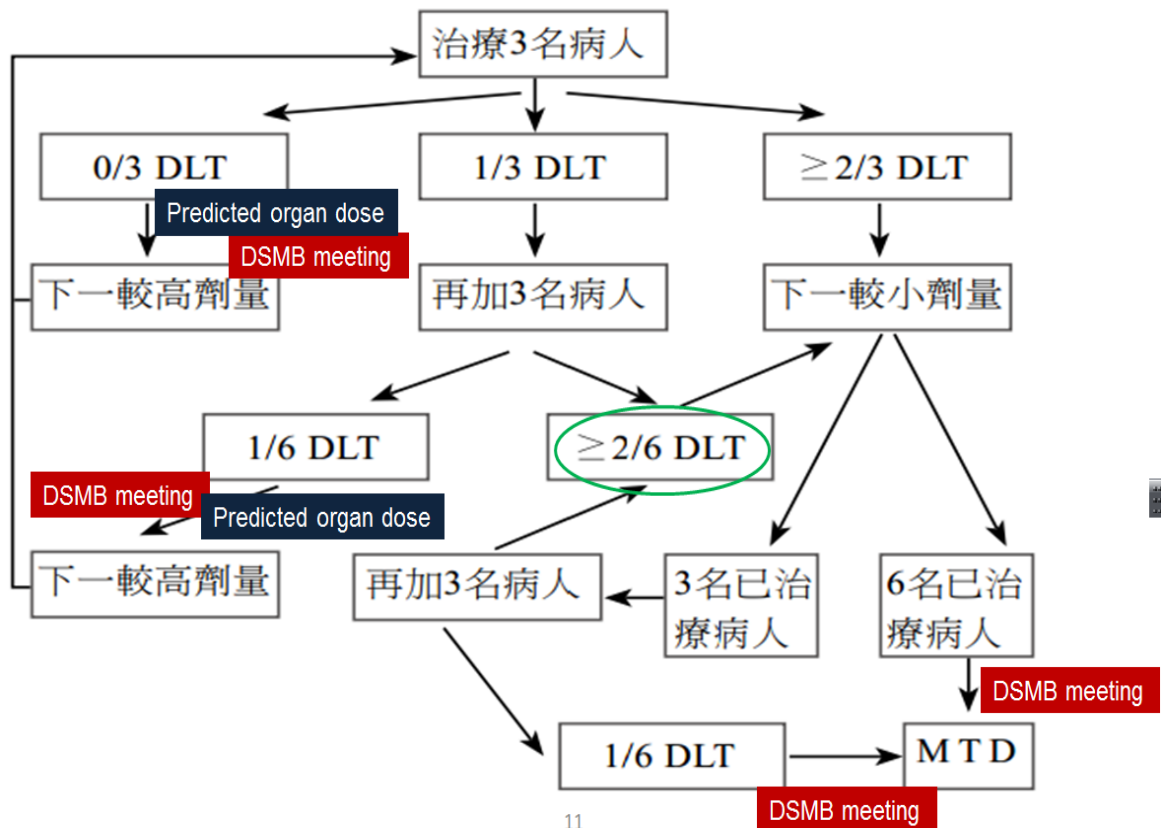 治療3名病人
0/3 DLT
1/3 DLT
≥2/3 DLT
Predicted organ dose
DSMB meeting
下一較高劑量
再加3名病人
下一較小劑量
1/6 DLT
≥2/6 DLT
DSMB meeting
Predicted organ dose
下一較高劑量
再加3名病人
3名已治
療病人
6名已治
療病人
DSMB meeting
1/6 DLT
MTD
DSMB meeting
11